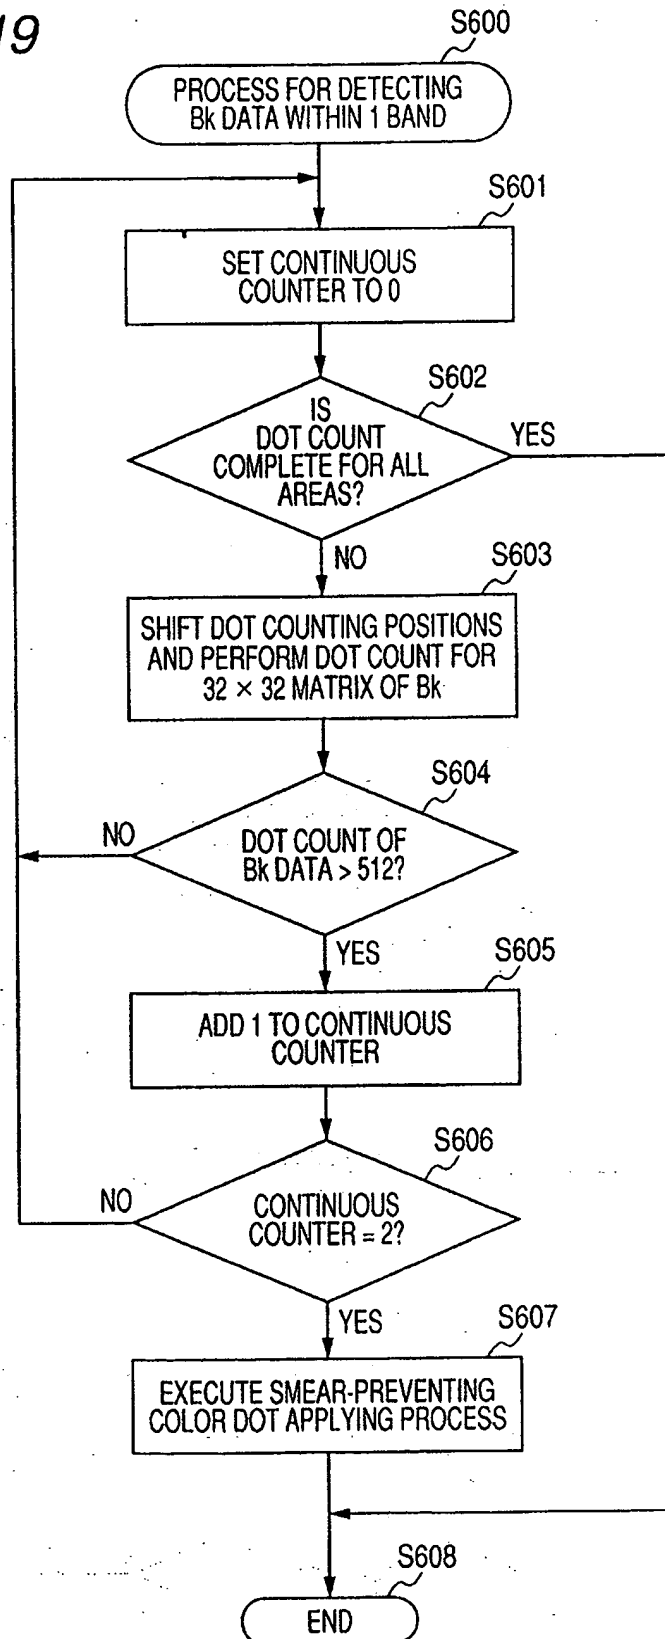 19
S600
PROCESS FOR DETECTING
Bk DATA WITHIN 1 BAND
S601
SET CONTINUOUS
COUNTER TO 0
S602
IS
DOT COUNT
COMPLETE FOR ALL
AREAS?
YES
NO
S603
SHIFT DOT COUNTING POSITIONS
AND PERFORM DOT COUNT FOR
32 × 32 MATRIX OF Bk
S604
NO
DOT COUNT OF
Bk DATA > 512?
YES
S605
ADD 1 TO CONTINUOUS
COUNTER
S606
NO
CONTINUOUS
COUNTER = 2?
YES
S607
EXECUTE SMEAR-PREVENTING
COLOR DOT APPLYING PROCESS
S608
END